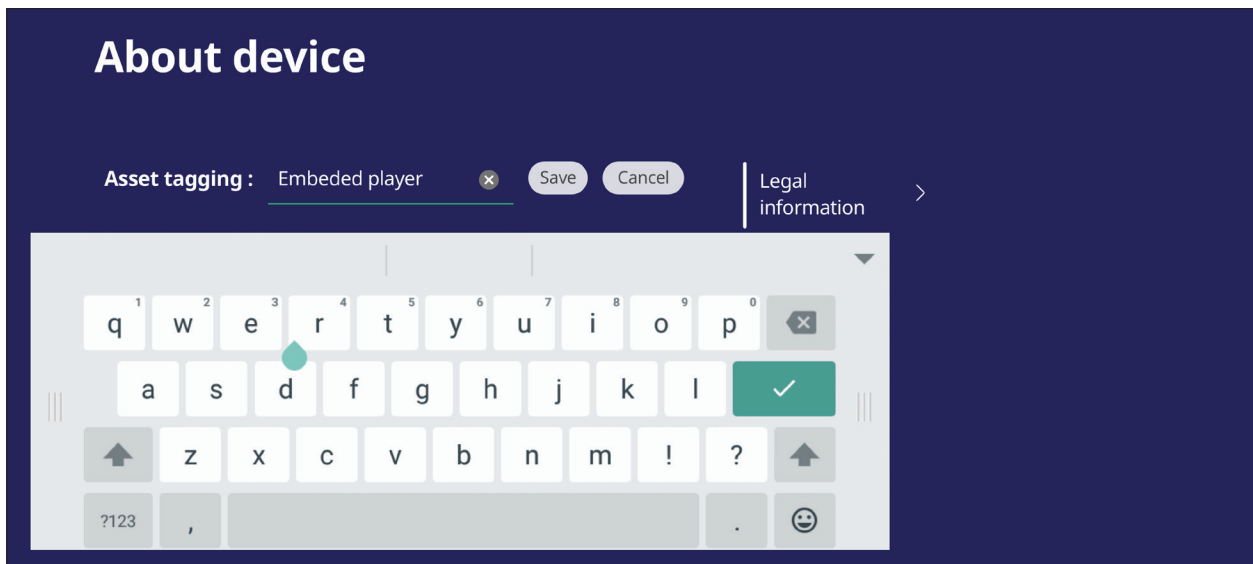 About device
Asset tagging : Embeded player Save Cancel
Legal
information
1 2 3 4 5 6 7 8 9 0
q w e r t y u i o p
a s d f g h j k l
z x c v b n m ! ?
?123 , .